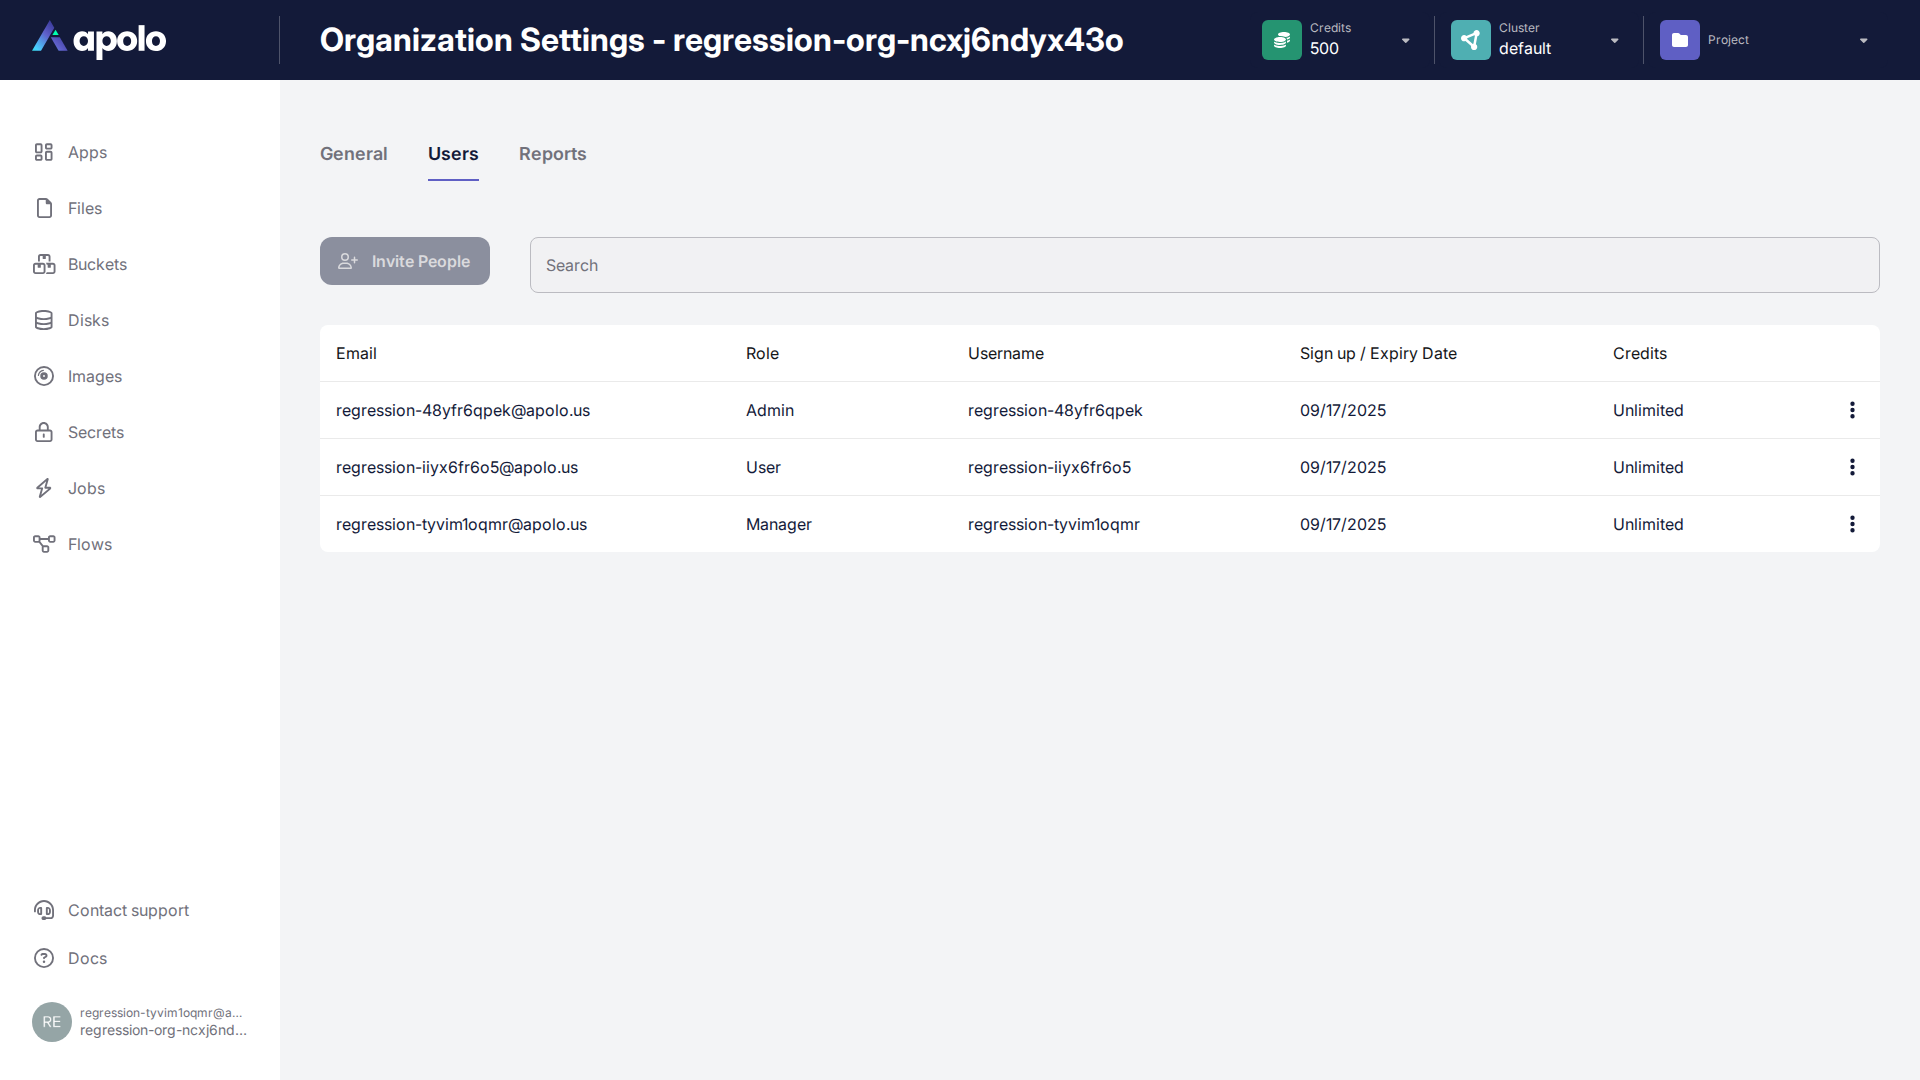 apolo
Organization Settings - regression-org-ncxj6ndyx43o
Credits
500
Cluster
default
Project
Apps
Files
Buckets
Disks
Images
Secrets
Jobs
Flows
General Users Reports
Invite People
Search
Email Role Username Sign up / Expiry Date Credits
regression-48yfr6qpek@apolo.us Admin regression-48yfr6qpek 09/17/2025 Unlimited
regression-iiyx6fr6o5@apolo.us User regression-iiyx6fr6o5 09/17/2025 Unlimited
regression-tyvim1oqmr@apolo.us Manager regression-tyvim1oqmr 09/17/2025 Unlimited
Contact support
Docs
RE
regression-tyvim1oqmr@a...
regression-org-ncxj6nd...